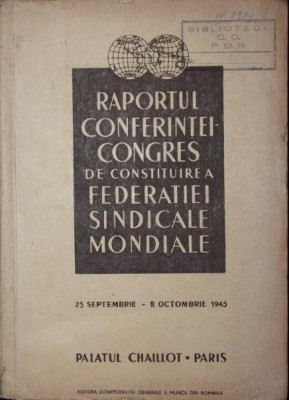 BIBLIOTECA
C. C.
P. M. R.
RAPORTUL
CONFERINTEI-
CONGRES
DE CONSTITUIRE A
FEDERATIEI
SINDICALE
MONDIALE
25 SEPTEMBRIE - 8 OCTOMBRIE 1945
PALATUL CHAILLOT • PARIS
EDITURA CONFEDERATIEI GENERALE A MUNCII DIN ROMANIA